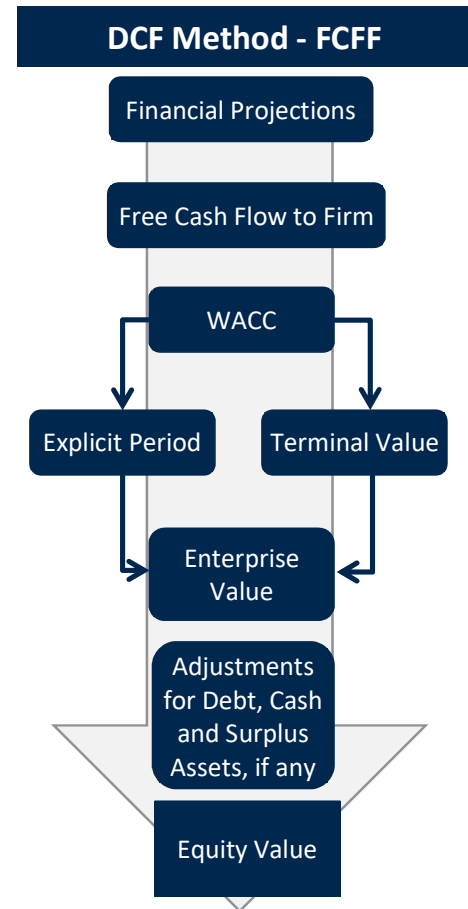 DCF Method - FCFF
Financial Projections
Free Cash Flow to Firm
WACC
Explicit Period
Terminal Value
Enterprise
Value
Adjustments
for Debt, Cash
and Surplus
Assets, if any
Equity Value